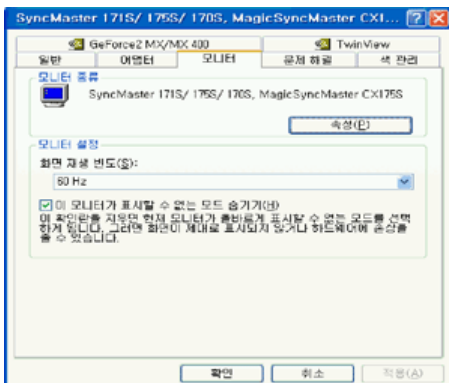 SyncMaster 171S/ 175S/ 170S, MagicSyncMaster CX1...
GeForce2 MX/MX 400
TwinView
일반
어댑터
모니터
문제 해결
색 관리
모니터 종류
SyncMaster 171S/ 175S/ 170S, MagicSyncMaster CX175S
속성(P)
모니터 설정
화면 재생 빈도(S):
60 Hz
이 모니터가 표시할 수 없는 모드 숨기기(H)
이 확인란을 지우면 현재 모니터가 올바르게 표시할 수 없는 모드를 선택
하게 됩니다. 그러면 화면이 제대로 표시되지 않거나 하드웨어에 손상을
줄 수 있습니다.
확인
취소
적용(A)